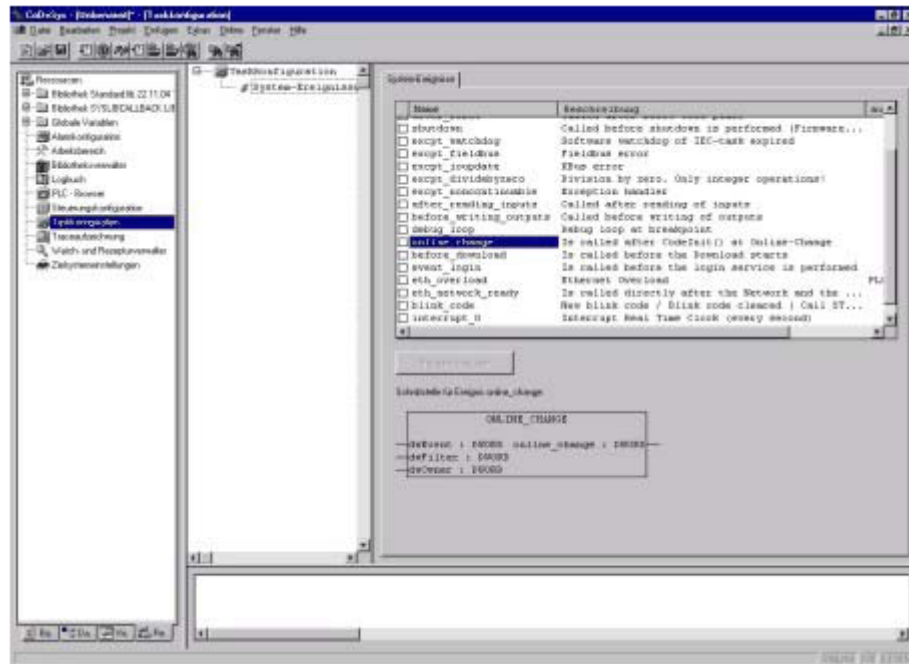 CoDeSys - [Unbenannt]* - [Taskkonfiguration]
Datei Bearbeiten Projekt Einfügen Extras Online Fenster Hilfe
Ressourcen
Bibliothek Standard.lib 22.11.04
Bibliothek SYSLIBCALLBACK.LIB
Globale Variablen
Alarmkonfiguration
Arbeitsbereich
Bibliotheksverwalter
Logbuch
PLC - Browser
Steuerungskonfiguration
Taskkonfiguration
Traceaufzeichnung
Watch- und Rezepturverwalter
Zielsystemeinstellungen
Taskkonfiguration
System-Ereignisse
System-Ereignisse
Name Beschreibung
shutdown Called before shutdown is performed (Firmware...
excpt_watchdog Software watchdog of IEC-task expired
excpt_fieldbus Fieldbus error
excpt_ioupdate KBus error
excpt_dividebyzero Division by zero. Only integer operations!
excpt_noncontinuable Exception handler
after_reading_inputs Called after reading of inputs
before_writing_outputs Called before writing of outputs
debug_loop Debug loop at breakpoint
online_change Is called after CodeInit() at Online-Change
before_download Is called before the Download starts
event_login Is called before the login service is performed
eth_overload Ethernet Overload
eth_network_ready Is called directly after the Network and the ...
blink_code New blink code / Blink code cleared ( Call ST...
interrupt_0 Interrupt Real Time Clock (every second)
Schnittstelle für Ereignis online_change:
ONLINE_CHANGE
dwEvent : DWORD online_change : DWORD
dwFilter : DWORD
dwOwner : DWORD